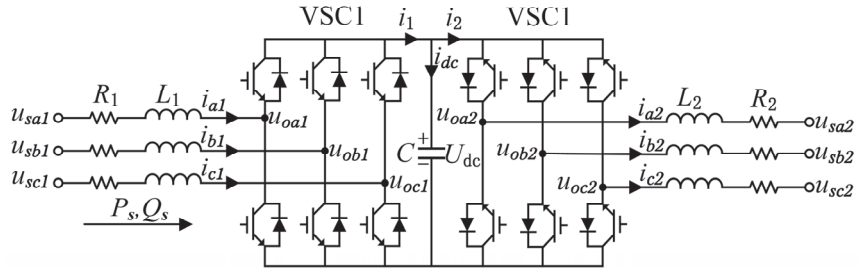 VSC1 i1 i2 VSC1
idc
R1 L1 ia1 uoa1 uoa2 ia2 L2 R2
usa1 usa2
usb1 ib1 uob1 C + Udc uob2 ib2 usb2
usc1 ic1 uoc1 uoc2 ic2 usc2
Ps,Qs